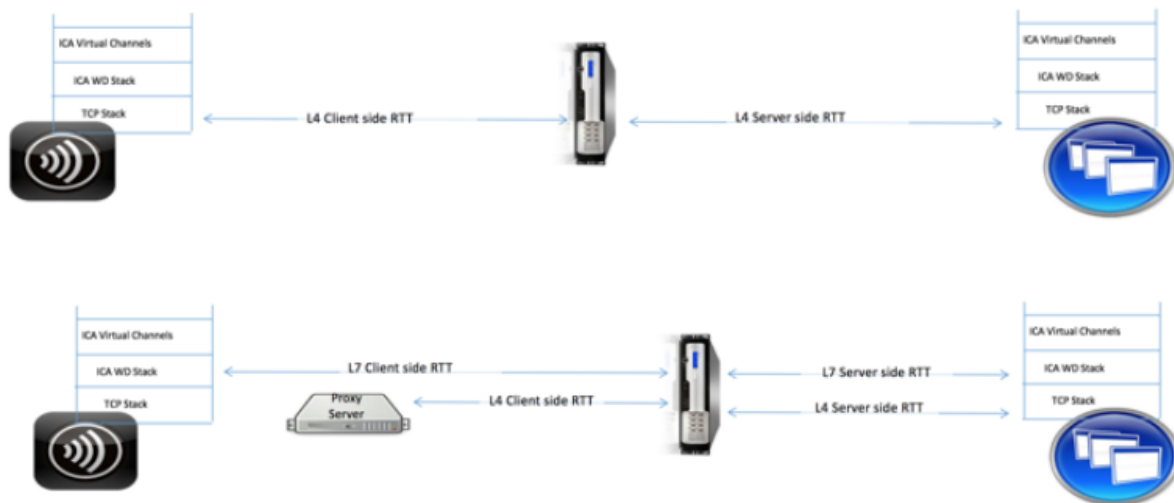 ICA Virtual Channels
ICA WD Stack
TCP Stack
L4 Client side RTT
L4 Server side RTT
ICA Virtual Channels
ICA WD Stack
TCP Stack
ICA Virtual Channels
ICA WD Stack
TCP Stack
L7 Client side RTT
L4 Client side RTT
Proxy
Server
L7 Server side RTT
L4 Server side RTT
ICA Virtual Channels
ICA WD Stack
TCP Stack